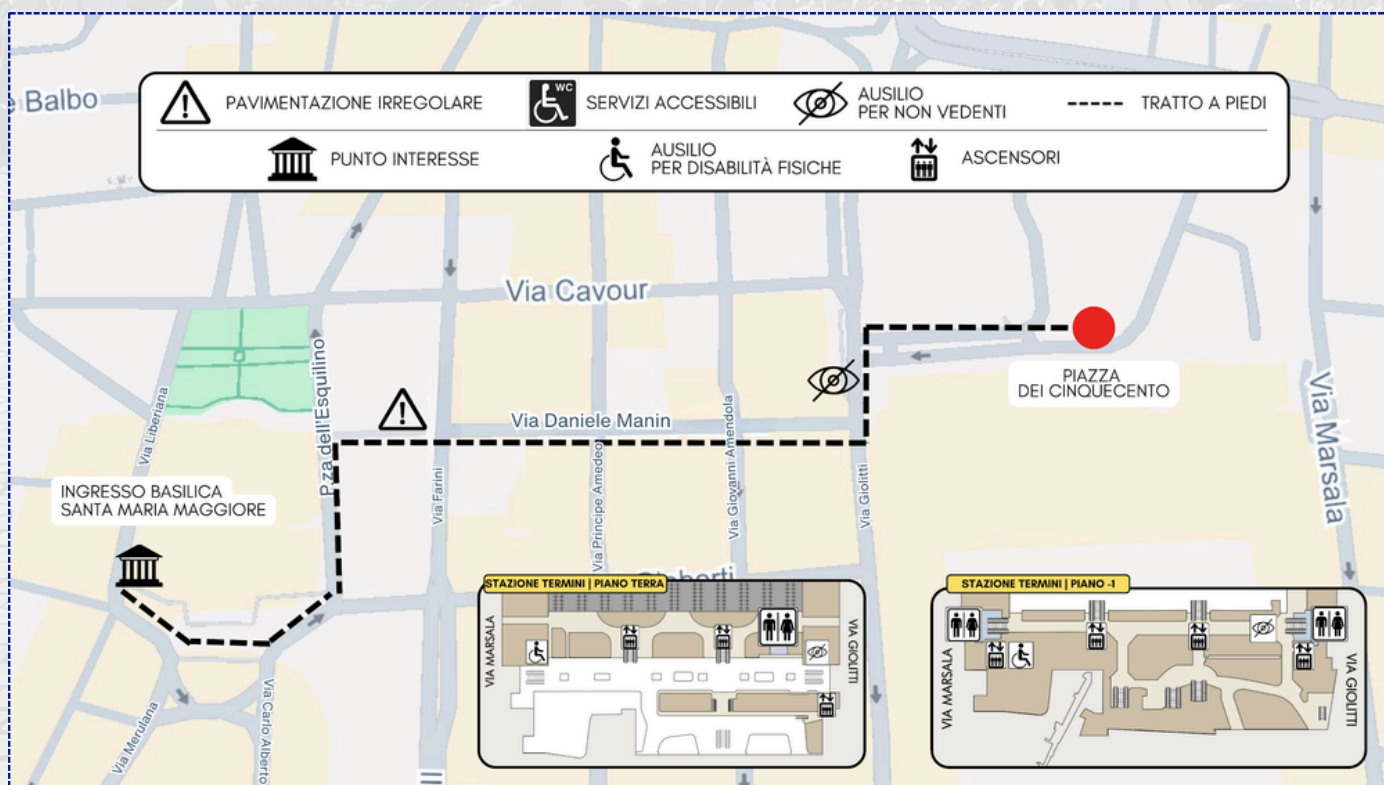 e Balbo
PAVIMENTAZIONE IRREGOLARE
WC
SERVIZI ACCESSIBILI
AUSILIO
PER NON VEDENTI
TRATTO A PIEDI
PUNTO INTERESSE
AUSILIO
PER DISABILITÀ FISICHE
ASCENSORI
Via Cavour
PIAZZA
DEI CINQUECENTO
Via Marsala
P.za dell'Esquilino
Via Liberiana
Via Daniele Manin
Via Giovanni Amendola
Via Farini
Via Principe Amedeo
Via Giolitti
INGRESSO BASILICA
SANTA MARIA MAGGIORE
Via Merulana
Via Carlo Alberto
STAZIONE TERMINI | PIANO TERRA
VIA MARSALA
VIA GIOLITTI
STAZIONE TERMINI | PIANO -1
VIA MARSALA
VIA GIOLITTI